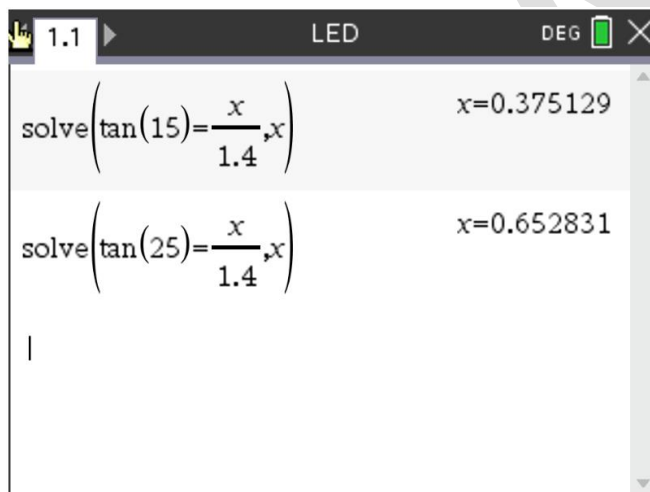 1.1 LED DEG
solve(tan(15)=x/1.4,x) x=0.375129
solve(tan(25)=x/1.4,x) x=0.652831